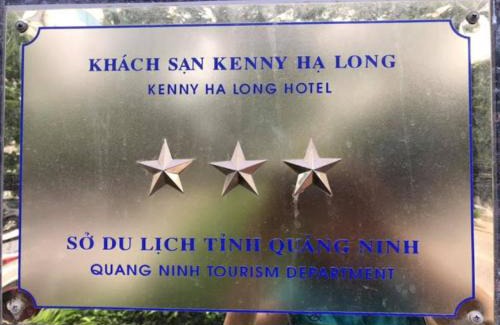 KHÁCH SẠN KENNY HẠ LONG
KENNY HA LONG HOTEL
SỞ DU LỊCH TỈNH QUẢNG NINH
QUANG NINH TOURISM DEPARTMENT